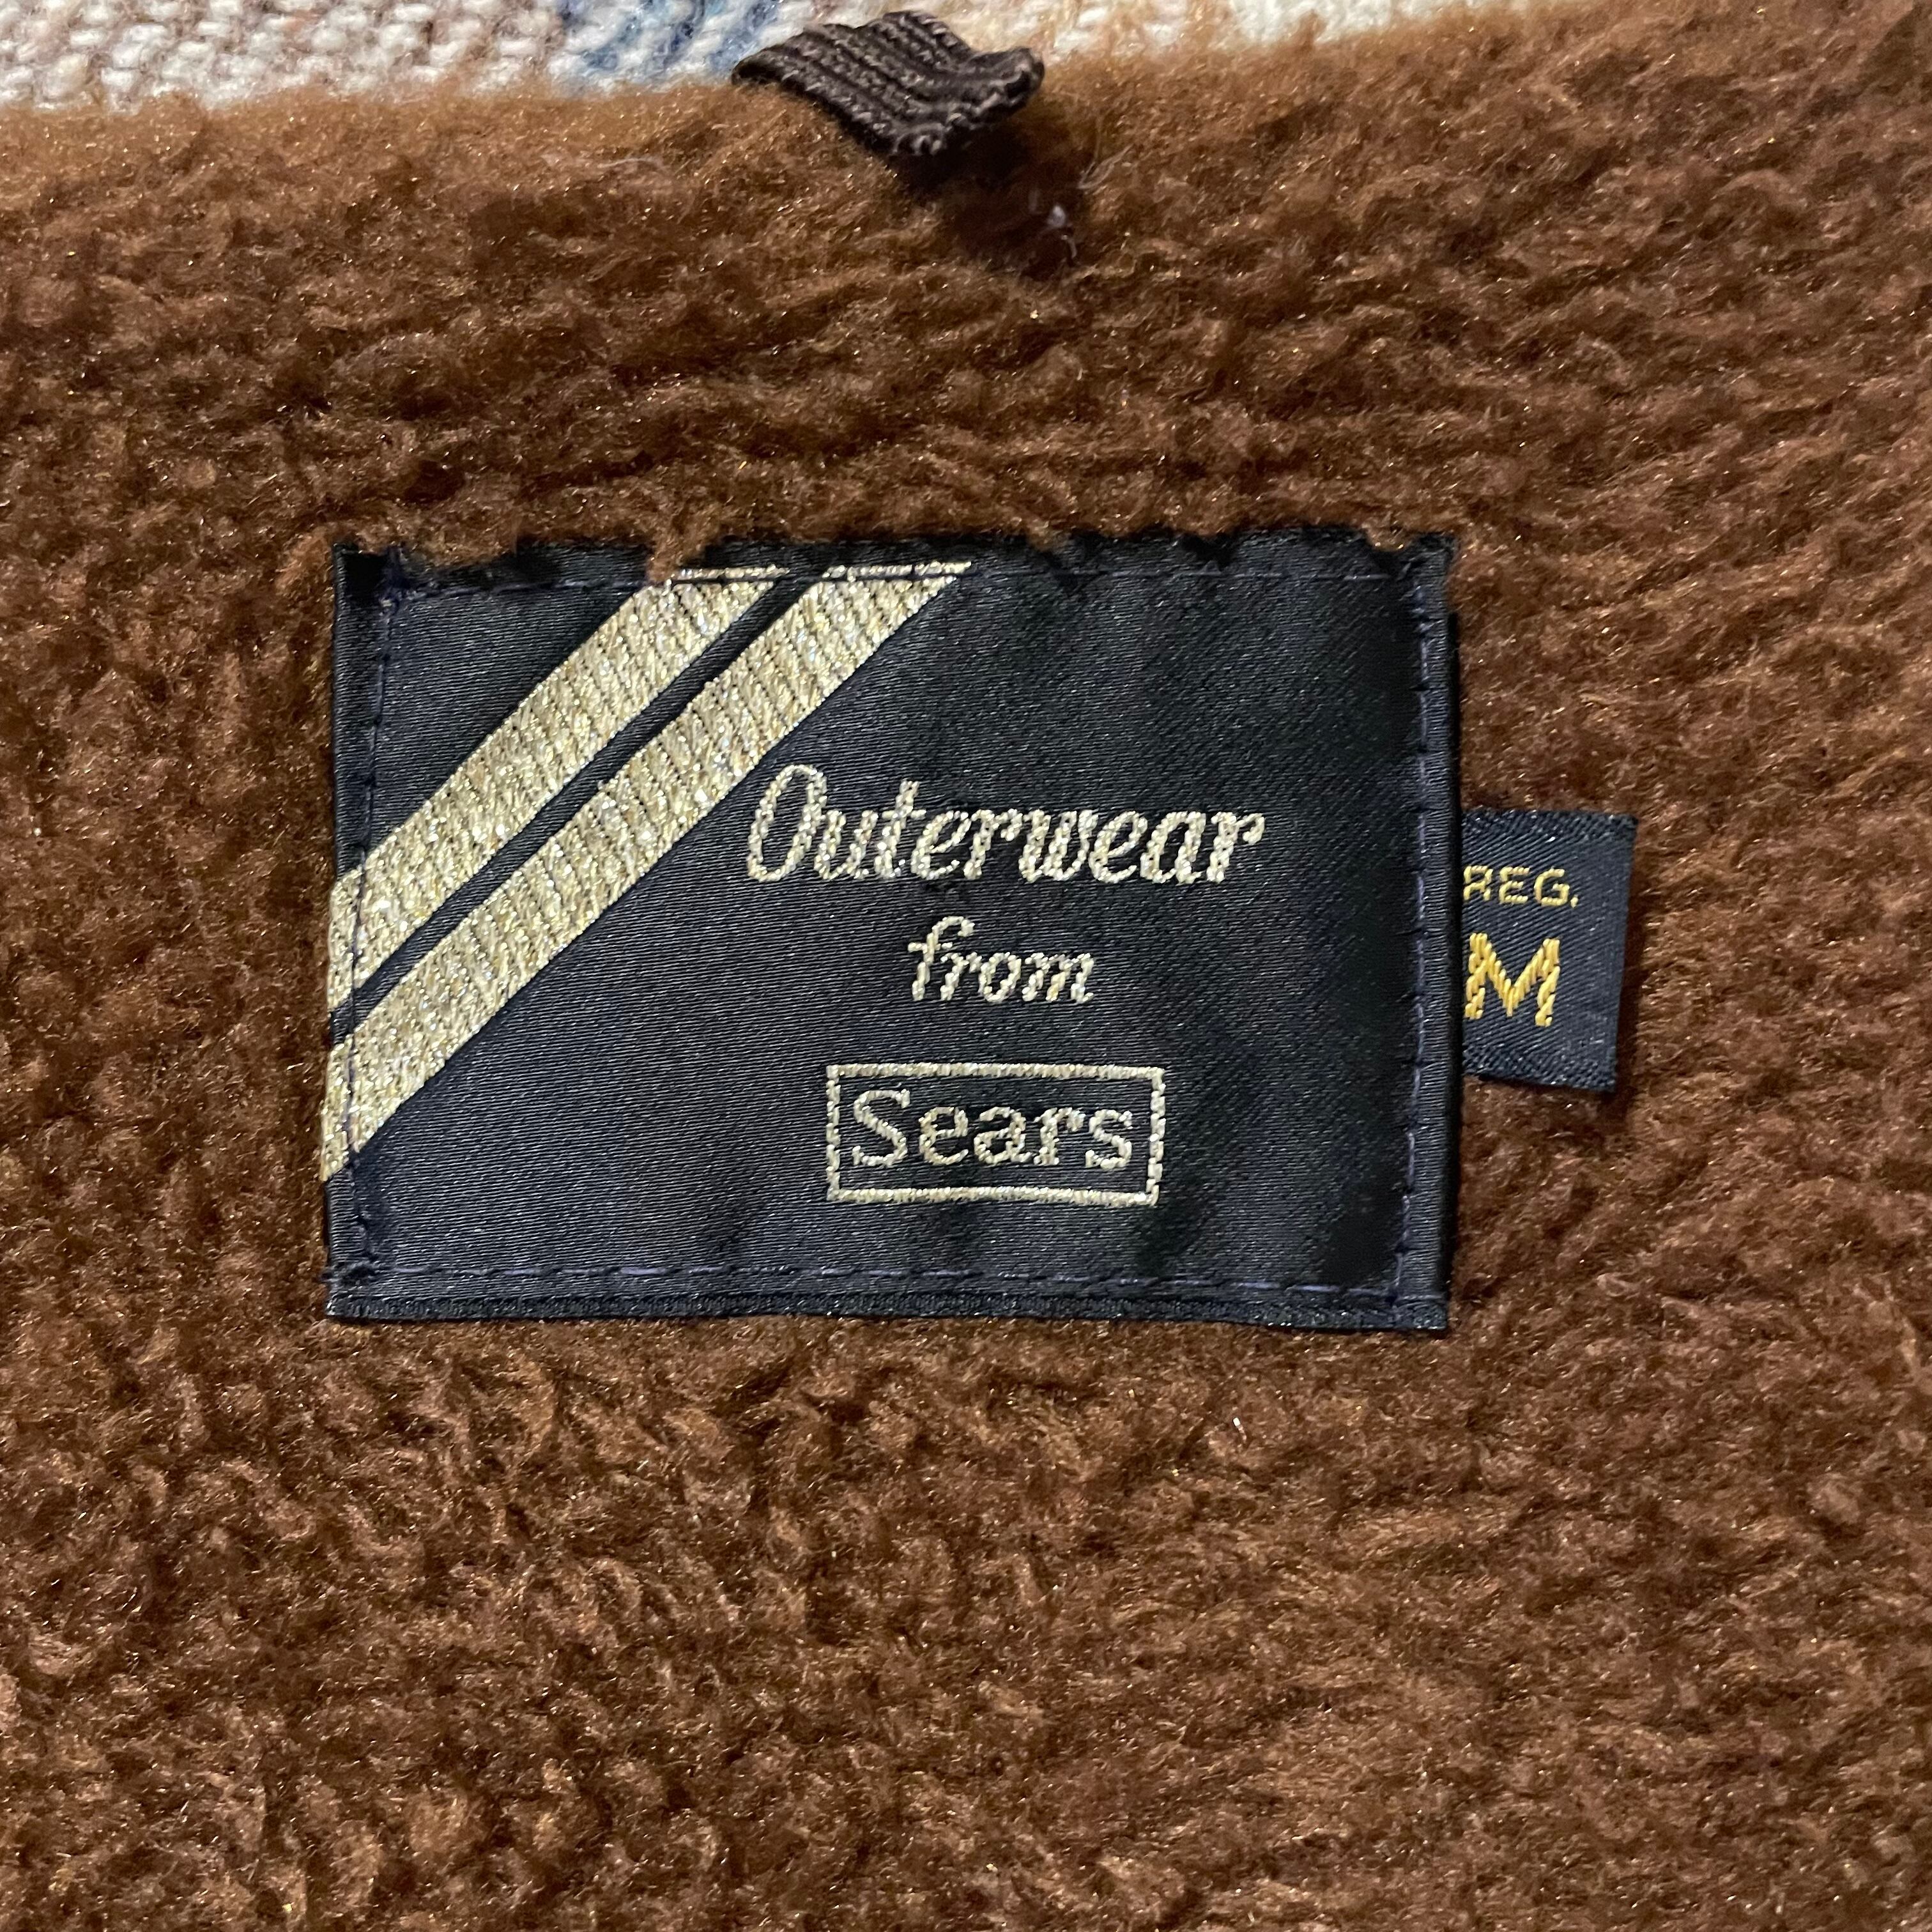 Outerwear
from
Sears
REG.
M